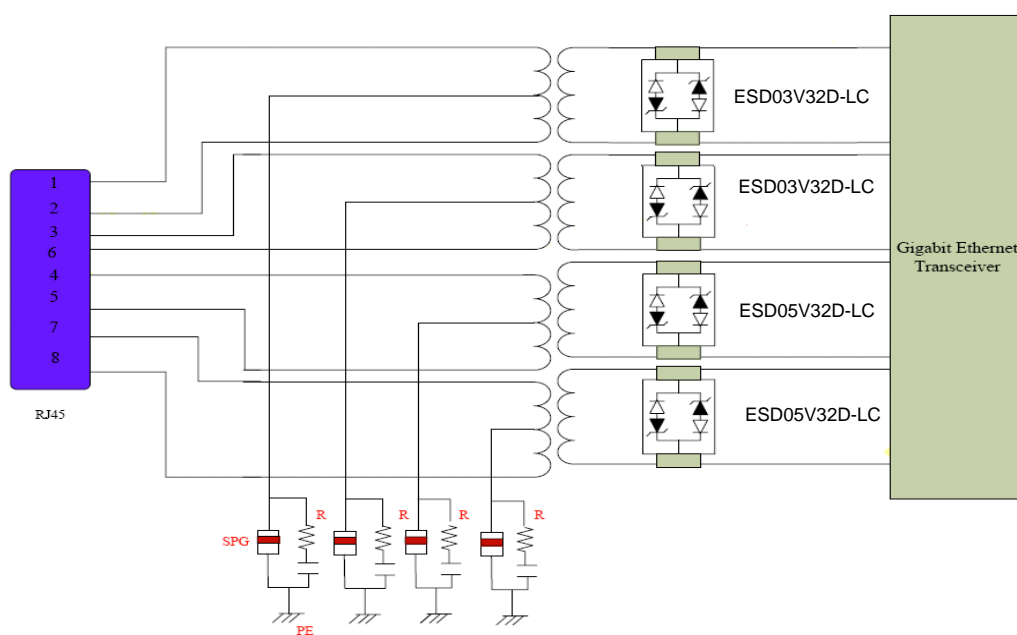 ESD03V32D-LC
ESD03V32D-LC
1
2
3
6
4
5
7
8
Gigabit Ethernet
Transceiver
ESD05V32D-LC
RJ45
ESD05V32D-LC
R
R
R
R
SPG
PE